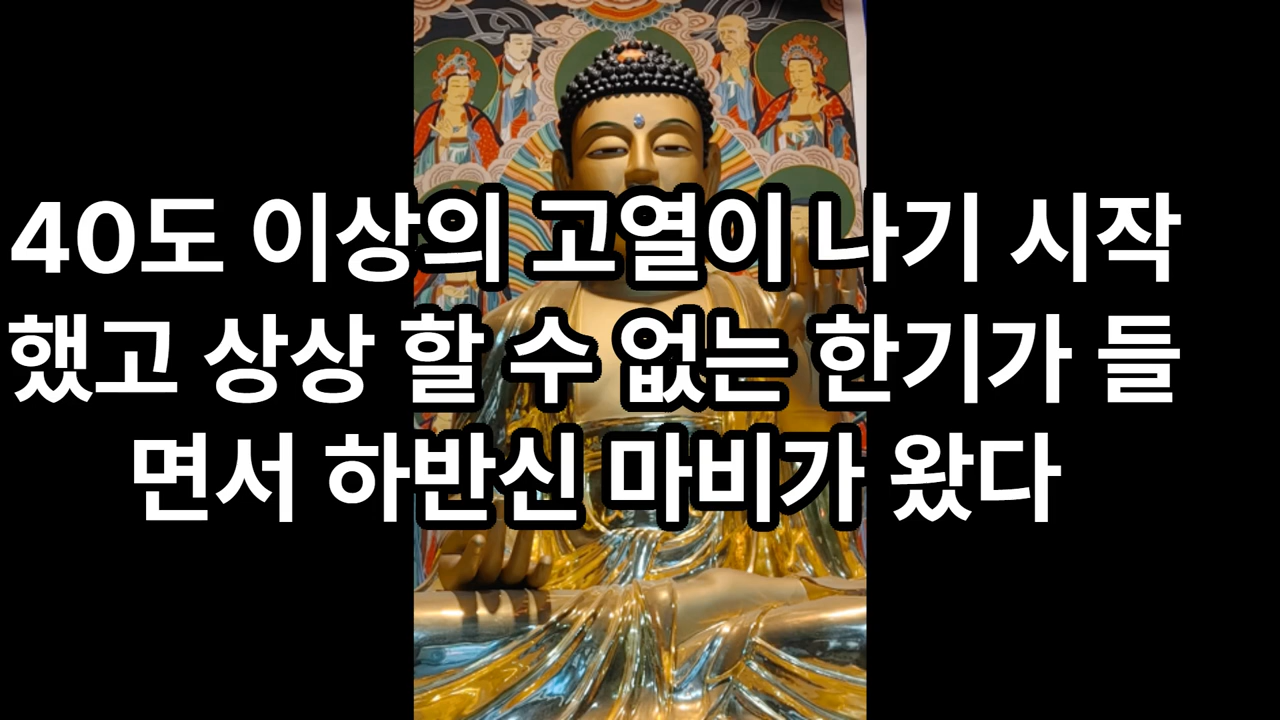 40도 이상의 고열이 나기 시작
했고 상상 할 수 없는 한기가 들
면서 하반신 마비가 왔다